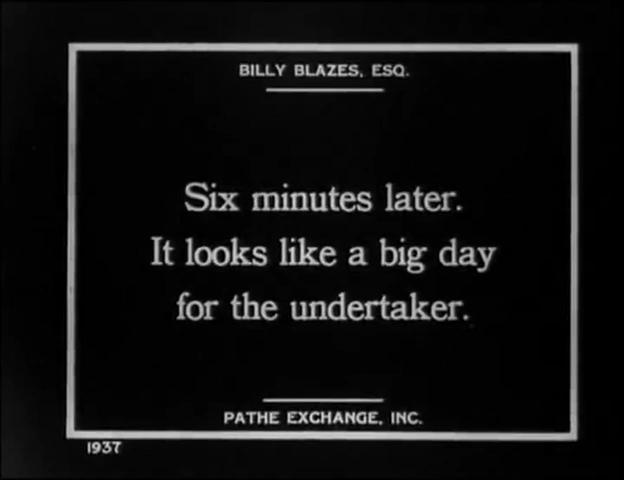 BILLY BLAZES, ESQ.
Six minutes later.
It looks like a big day
for the undertaker.
PATHE EXCHANGE, INC.
1937